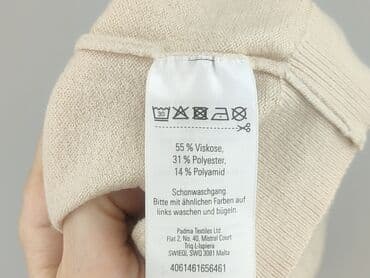 30
55 % Viskose,
31 % Polyester,
14 % Polyamid
Schonwaschgang.
Bitte mit ähnlichen Farben auf
links waschen und bügeln.
Padma Textiles Ltd.
Flat 2, No. 40, Mistral Court
Triq L-Ispiera
SWIEQI, SWQ 3081 Malta
4061461656461